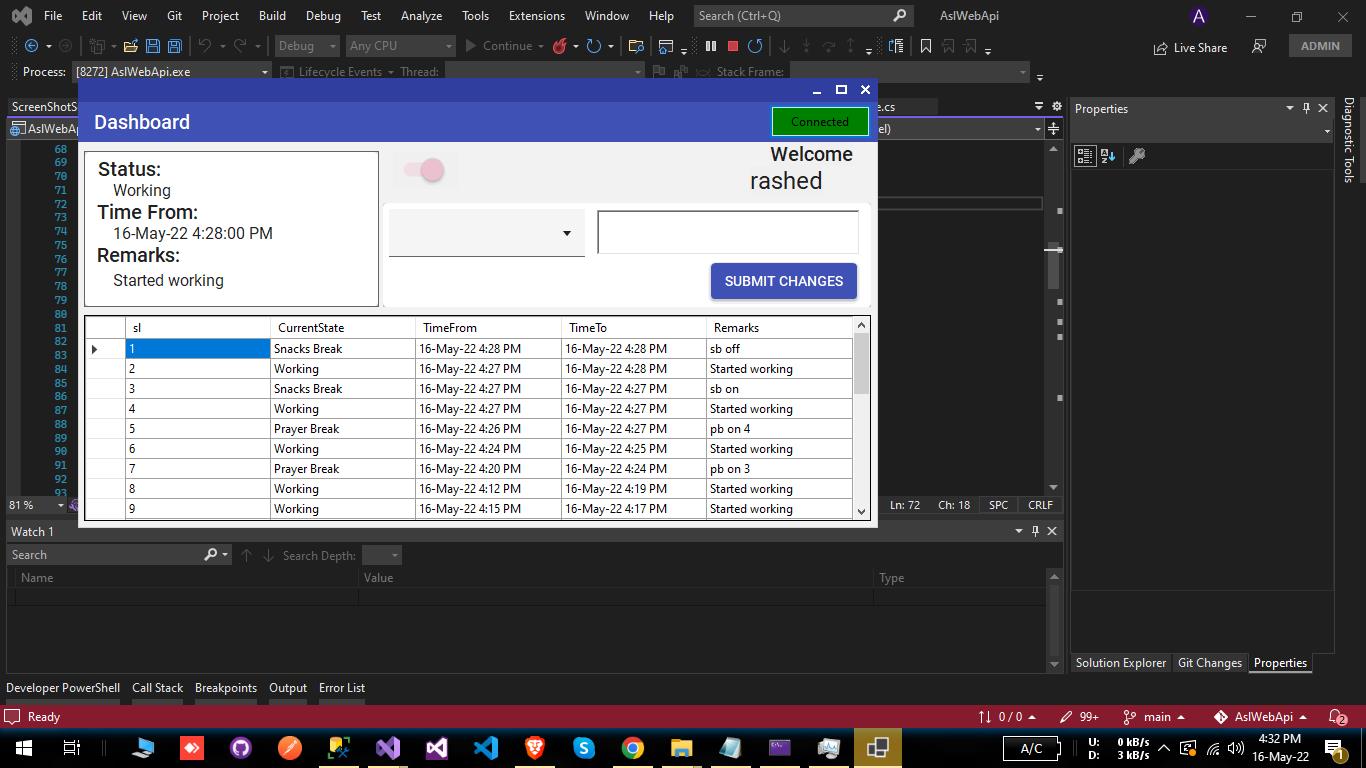 File Edit View Git Project Build Debug Test Analyze Tools Extensions Window Help Search (Ctrl+Q) AslWebApi A
Debug Any CPU Continue Live Share ADMIN
Process: [8272] AslWebApi.exe Lifecycle Events Thread: Stack Frame:
ScreenShotS e.cs Properties Diagnostic Tools
AslWebAp el)
Dashboard Connected
Status:
Working
Time From:
16-May-22 4:28:00 PM
Remarks:
Started working
Welcome
rashed
SUBMIT CHANGES
sl CurrentState TimeFrom TimeTo Remarks
1 Snacks Break 16-May-22 4:28 PM 16-May-22 4:28 PM sb off
2 Working 16-May-22 4:27 PM 16-May-22 4:28 PM Started working
3 Snacks Break 16-May-22 4:27 PM 16-May-22 4:27 PM sb on
4 Working 16-May-22 4:27 PM 16-May-22 4:27 PM Started working
5 Prayer Break 16-May-22 4:26 PM 16-May-22 4:27 PM pb on 4
6 Working 16-May-22 4:24 PM 16-May-22 4:25 PM Started working
7 Prayer Break 16-May-22 4:20 PM 16-May-22 4:24 PM pb on 3
8 Working 16-May-22 4:12 PM 16-May-22 4:19 PM Started working
9 Working 16-May-22 4:15 PM 16-May-22 4:17 PM Started working
68
69
70
71
72
73
74
75
76
77
78
79
80
81
82
83
84
85
86
87
88
89
90
91
92
93
81 % Ln: 72 Ch: 18 SPC CRLF
Watch 1
Search Search Depth:
Name Value Type
Solution Explorer Git Changes Properties
Developer PowerShell Call Stack Breakpoints Output Error List
Ready 0 / 0 99+ main AslWebApi 2
A/C U: 0 kB/s
D: 3 kB/s
4:32 PM
16-May-22
1